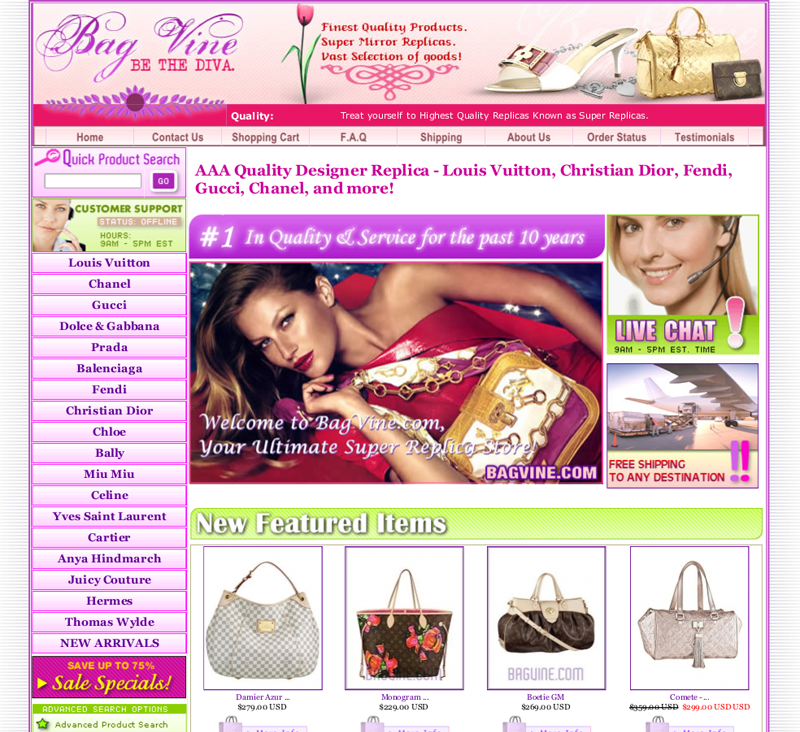 Bag Vine
BE THE DIVA.
Finest Quality Products.
Super Mirror Replicas.
Vast Selection of goods!
Quality:
Treat yourself to Highest Quality Replicas Known as Super Replicas.
Home
Contact Us
Shopping Cart
F.A.Q
Shipping
About Us
Order Status
Testimonials
Quick Product Search
GO
CUSTOMER SUPPORT
STATUS: OFFLINE
HOURS:
9AM - 5PM EST
Louis Vuitton
Chanel
Gucci
Dolce & Gabbana
Prada
Balenciaga
Fendi
Christian Dior
Chloe
Bally
Miu Miu
Celine
Yves Saint Laurent
Cartier
Anya Hindmarch
Juicy Couture
Hermes
Thomas Wylde
NEW ARRIVALS
SAVE UP TO 75%
Sale Specials!
ADVANCED SEARCH OPTIONS
Advanced Product Search
AAA Quality Designer Replica - Louis Vuitton, Christian Dior, Fendi,
Gucci, Chanel, and more!
#1 In Quality & Service for the past 10 years
Welcome to BagVine.com,
Your Ultimate Super Replica Store!
BAGVINE.COM
LIVE CHAT
9AM - 5PM EST. TIME
FREE SHIPPING
TO ANY DESTINATION
New Featured Items
BAGVINE.COM
BAGVINE.COM
Damier Azur ...
$279.00 USD
Monogram ...
$229.00 USD
Boetie GM
$269.00 USD
Comete -...
$359.00 USD $299.00 USD USD